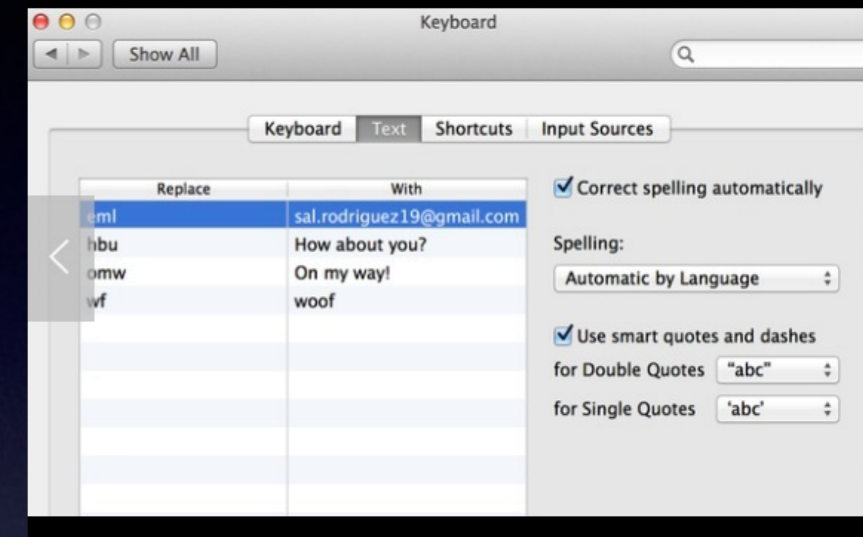 Keyboard
Show All
Keyboard Text Shortcuts Input Sources
Replace With
eml sal.rodriguez19@gmail.com
hbu How about you?
omw On my way!
wf woof
Correct spelling automatically
Spelling:
Automatic by Language
Use smart quotes and dashes
for Double Quotes “abc”
for Single Quotes ‘abc’